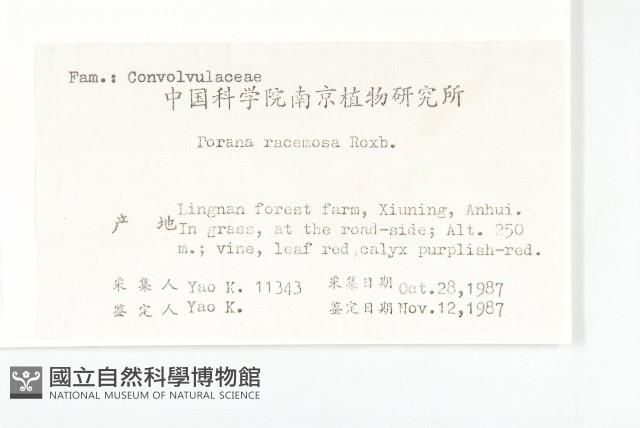 Fam.: Convolvulaceae
中国科学院南京植物研究所
Porana racemosa Roxb.
产 地 Lingnan forest farm, Xiuning, Anhui.
In grass, at the road-side; Alt. 250
m.; vine, leaf red,calyx purplish-red.
采集人 Yao K. 11343 采集日期 Oct.28,1987
鉴定人 Yao K. 鉴定日期 Nov.12,1987
國立自然科學博物館
NATIONAL MUSEUM OF NATURAL SCIENCE